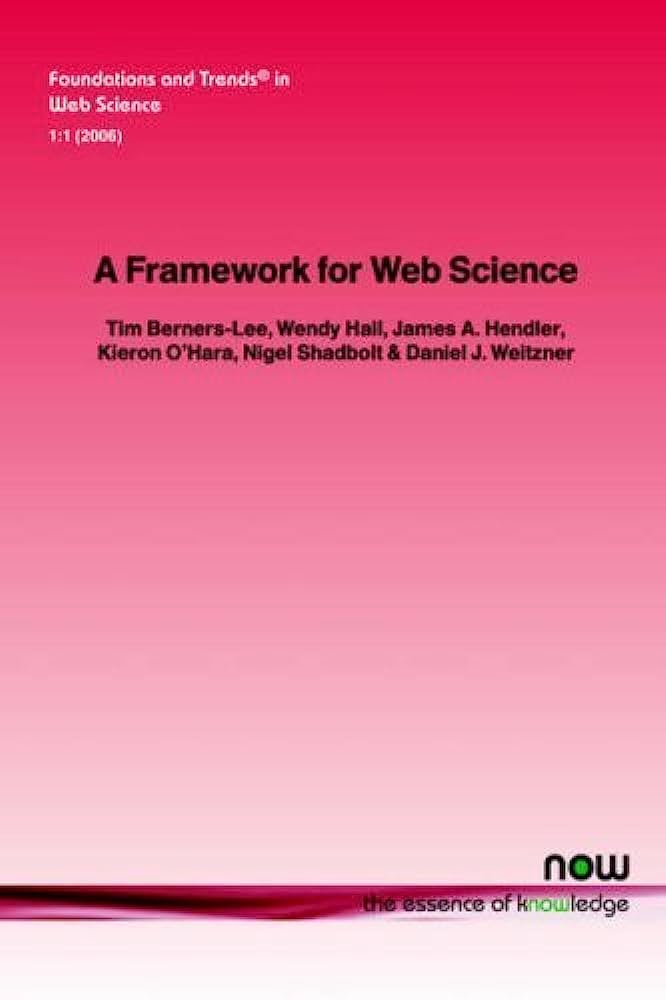 Foundations and Trends® in
Web Science
1:1 (2006)
A Framework for Web Science
Tim Berners-Lee, Wendy Hall, James A. Hendler,
Kieron O'Hara, Nigel Shadbolt & Daniel J. Weitzner
now
the essence of knowledge